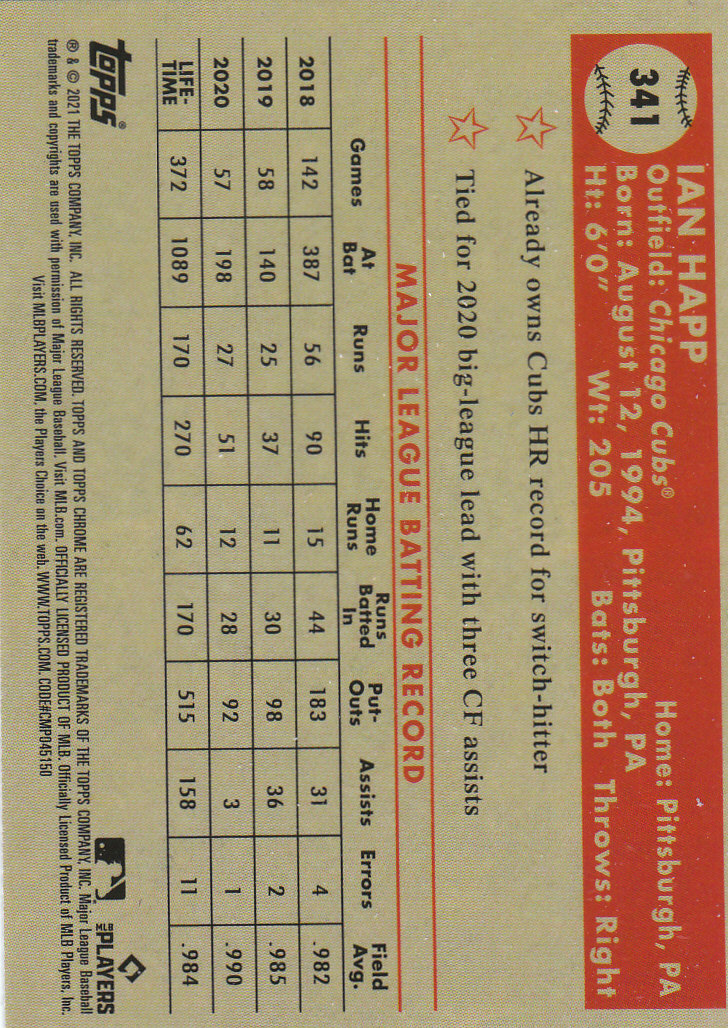 341
IAN HAPP
Outfield: Chicago Cubs® Home: Pittsburgh, PA
Born: August 12, 1994, Pittsburgh, PA
Ht: 6'0" Wt: 205 Bats: Both Throws: Right
Already owns Cubs HR record for switch-hitter
Tied for 2020 big-league lead with three CF assists
MAJOR LEAGUE BATTING RECORD
Games At Bat Runs Hits Home Runs Runs Batted In Put-Outs Assists Errors Field Avg.
2018 142 387 56 90 15 44 183 31 4 .982
2019 58 140 25 37 11 30 98 36 2 .985
2020 57 198 27 51 12 28 92 3 1 .990
LIFE-TIME 372 1089 170 270 62 170 515 158 11 .984
topps®
MLB PLAYERS
® & © 2021 THE TOPPS COMPANY, INC. ALL RIGHTS RESERVED. TOPPS AND TOPPS CHROME ARE REGISTERED TRADEMARKS OF THE TOPPS COMPANY, INC. Major League Baseball
trademarks and copyrights are used with permission of Major League Baseball. Visit MLB.com. OFFICIALLY LICENSED PRODUCT OF MLB. Officially Licensed Product of MLB Players, Inc.
Visit MLBPLAYERS.COM, the Players Choice on the web. WWW.TOPPS.COM. CODE#CMP045150